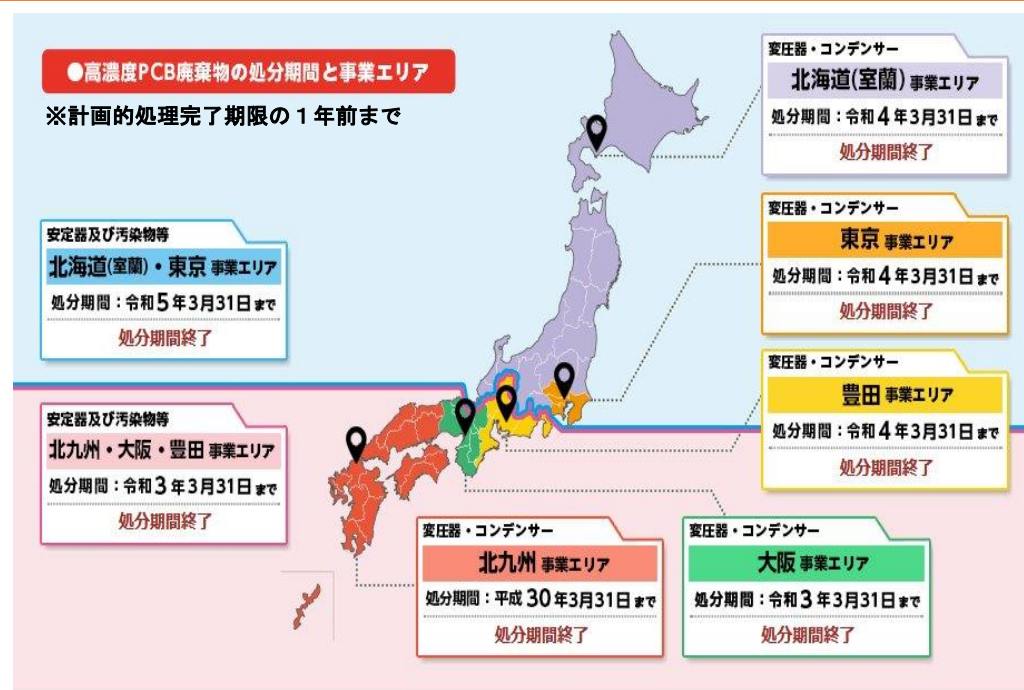 ●高濃度PCB廃棄物の処分期間と事業エリア
※計画的処理完了期限の1年前まで
変圧器・コンデンサー
北海道(室蘭)事業エリア
処分期間:令和4年3月31日まで
処分期間終了
変圧器・コンデンサー
東京事業エリア
処分期間:令和4年3月31日まで
処分期間終了
安定器及び汚染物等
北海道(室蘭)・東京事業エリア
処分期間:令和5年3月31日まで
処分期間終了
変圧器・コンデンサー
豊田事業エリア
処分期間:令和4年3月31日まで
処分期間終了
安定器及び汚染物等
北九州・大阪・豊田事業エリア
処分期間:令和3年3月31日まで
処分期間終了
変圧器・コンデンサー
北九州事業エリア
処分期間:平成30年3月31日まで
処分期間終了
変圧器・コンデンサー
大阪事業エリア
処分期間:令和3年3月31日まで
処分期間終了